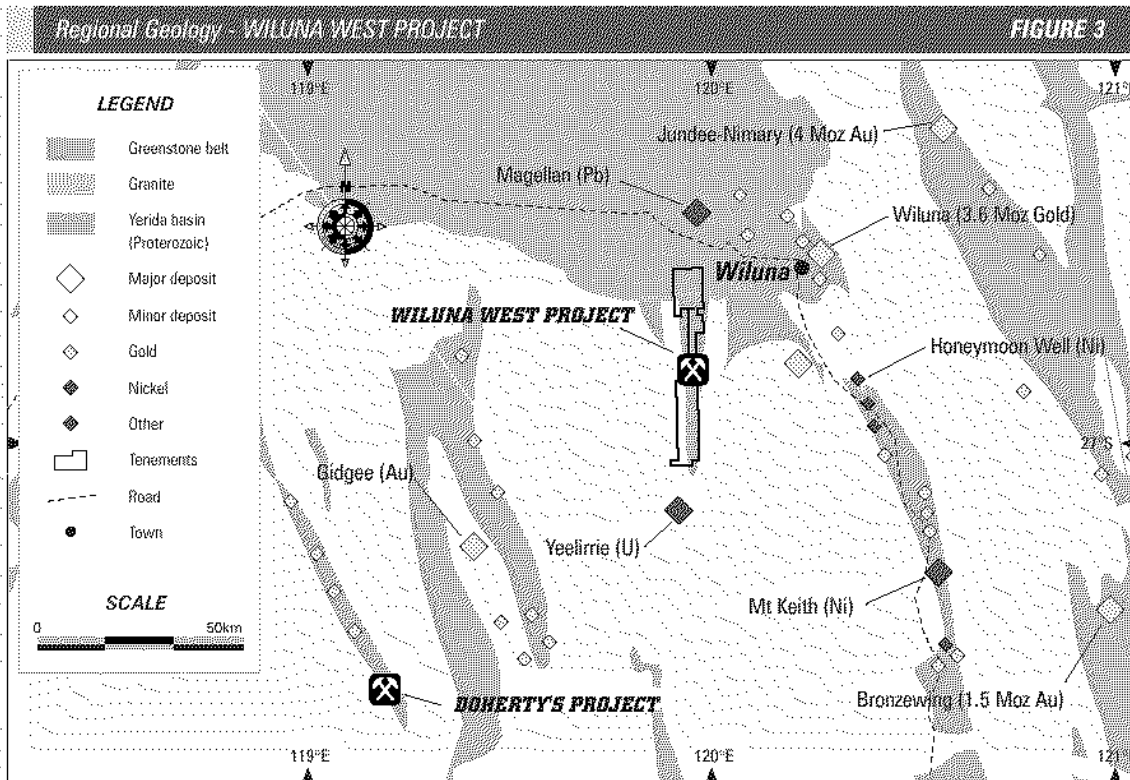 Regional Geology - WILUNA WEST PROJECT
FIGURE 3
119°E
120°E
121°E
LEGEND
Greenstone belt
Granite
Yerida basin
(Proterozoic)
Major deposit
Minor deposit
Gold
Nickel
Other
Tenements
Road
Town
SCALE
0
50km
N
Jundee-Nimary (4 Moz Au)
Magellan (Pb)
Wiluna (3.6 Moz Gold)
Wiluna
WILUNA WEST PROJECT
Honeymoon Well (Ni)
27°S
Gidgee (Au)
Yeelirrie (U)
Mt Keith (Ni)
Bronzewing (1.5 Moz Au)
DOHERTY'S PROJECT
119°E
120°E
121°